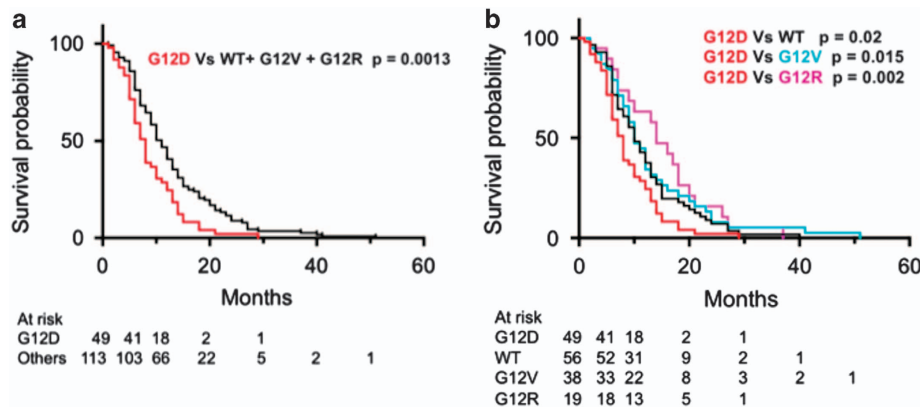 a
G12D Vs WT+ G12V + G12R p = 0.0013
Survival probability
100
50
0
0 20 40 60
Months
At risk
G12D 49 41 18 2 1
Others 113 103 66 22 5 2 1
b
G12D Vs WT p = 0.02
G12D Vs G12V p = 0.015
G12D Vs G12R p = 0.002
Survival probability
100
50
0
0 20 40 60
Months
At risk
G12D 49 41 18 2 1
WT 56 52 31 9 2 1
G12V 38 33 22 8 3 2 1
G12R 19 18 13 5 1